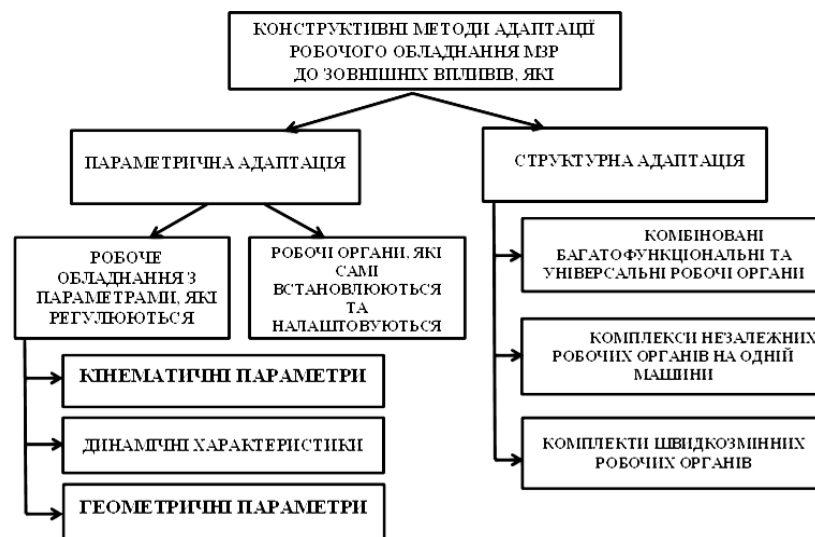 КОНСТРУКТИВНІ МЕТОДИ АДАПТАЦІЇ
РОБОЧОГО ОБЛАДНАННЯ МЗР
ДО ЗОВНІШНІХ ВПЛИВІВ, ЯКІ
ПАРАМЕТРИЧНА АДАПТАЦІЯ
СТРУКТУРНА АДАПТАЦІЯ
РОБОЧЕ
ОБЛАДНАННЯ З
ПАРАМЕТРАМИ, ЯКІ
РЕГУЛЮЮТЬСЯ
РОБОЧІ ОРГАНИ, ЯКІ
САМІ
ВСТАНОВЛЮЮТЬСЯ
ТА
НАЛАШТОВУЮТЬСЯ
КІНЕМАТИЧНІ ПАРАМЕТРИ
ДИНАМІЧНІ ХАРАКТЕРИСТИКИ
ГЕОМЕТРИЧНІ ПАРАМЕТРИ
КОМБІНОВАНІ
БАГАТОФУНКЦІОНАЛЬНІ ТА
УНІВЕРСАЛЬНІ РОБОЧІ ОРГАНИ
КОМПЛЕКСИ НЕЗАЛЕЖНИХ
РОБОЧИХ ОРГАНІВ НА ОДНІЙ
МАШИНИ
КОМПЛЕКТИ ШВИДКОЗМІННИХ
РОБОЧИХ ОРГАНІВ